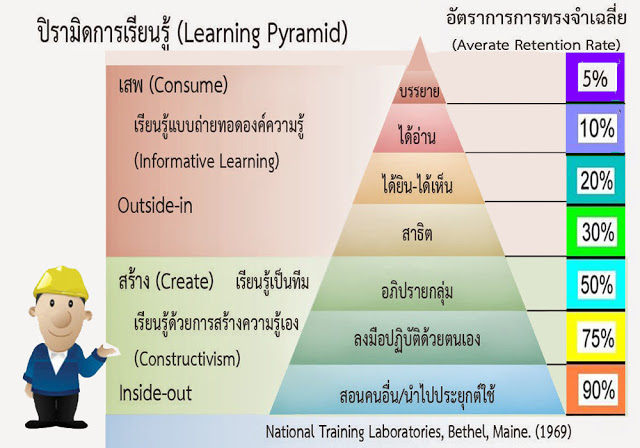 ปิรามิดการเรียนรู้ (Learning Pyramid)
อัตราการการทรงจำเฉลี่ย
(Averate Retention Rate)
เสพ (Consume)
เรียนรู้แบบถ่ายทอดองค์ความรู้
(Informative Learning)
Outside-in
บรรยาย
5%
ได้อ่าน
10%
ได้ยิน-ได้เห็น
20%
สาธิต
30%
สร้าง (Create) เรียนรู้เป็นทีม
เรียนรู้ด้วยการสร้างความรู้เอง
(Constructivism)
Inside-out
อภิปรายกลุ่ม
50%
ลงมือปฏิบัติด้วยตนเอง
75%
สอนคนอื่น/นำไปประยุกต์ใช้
90%
National Training Laboratories, Bethel, Maine. (1969)